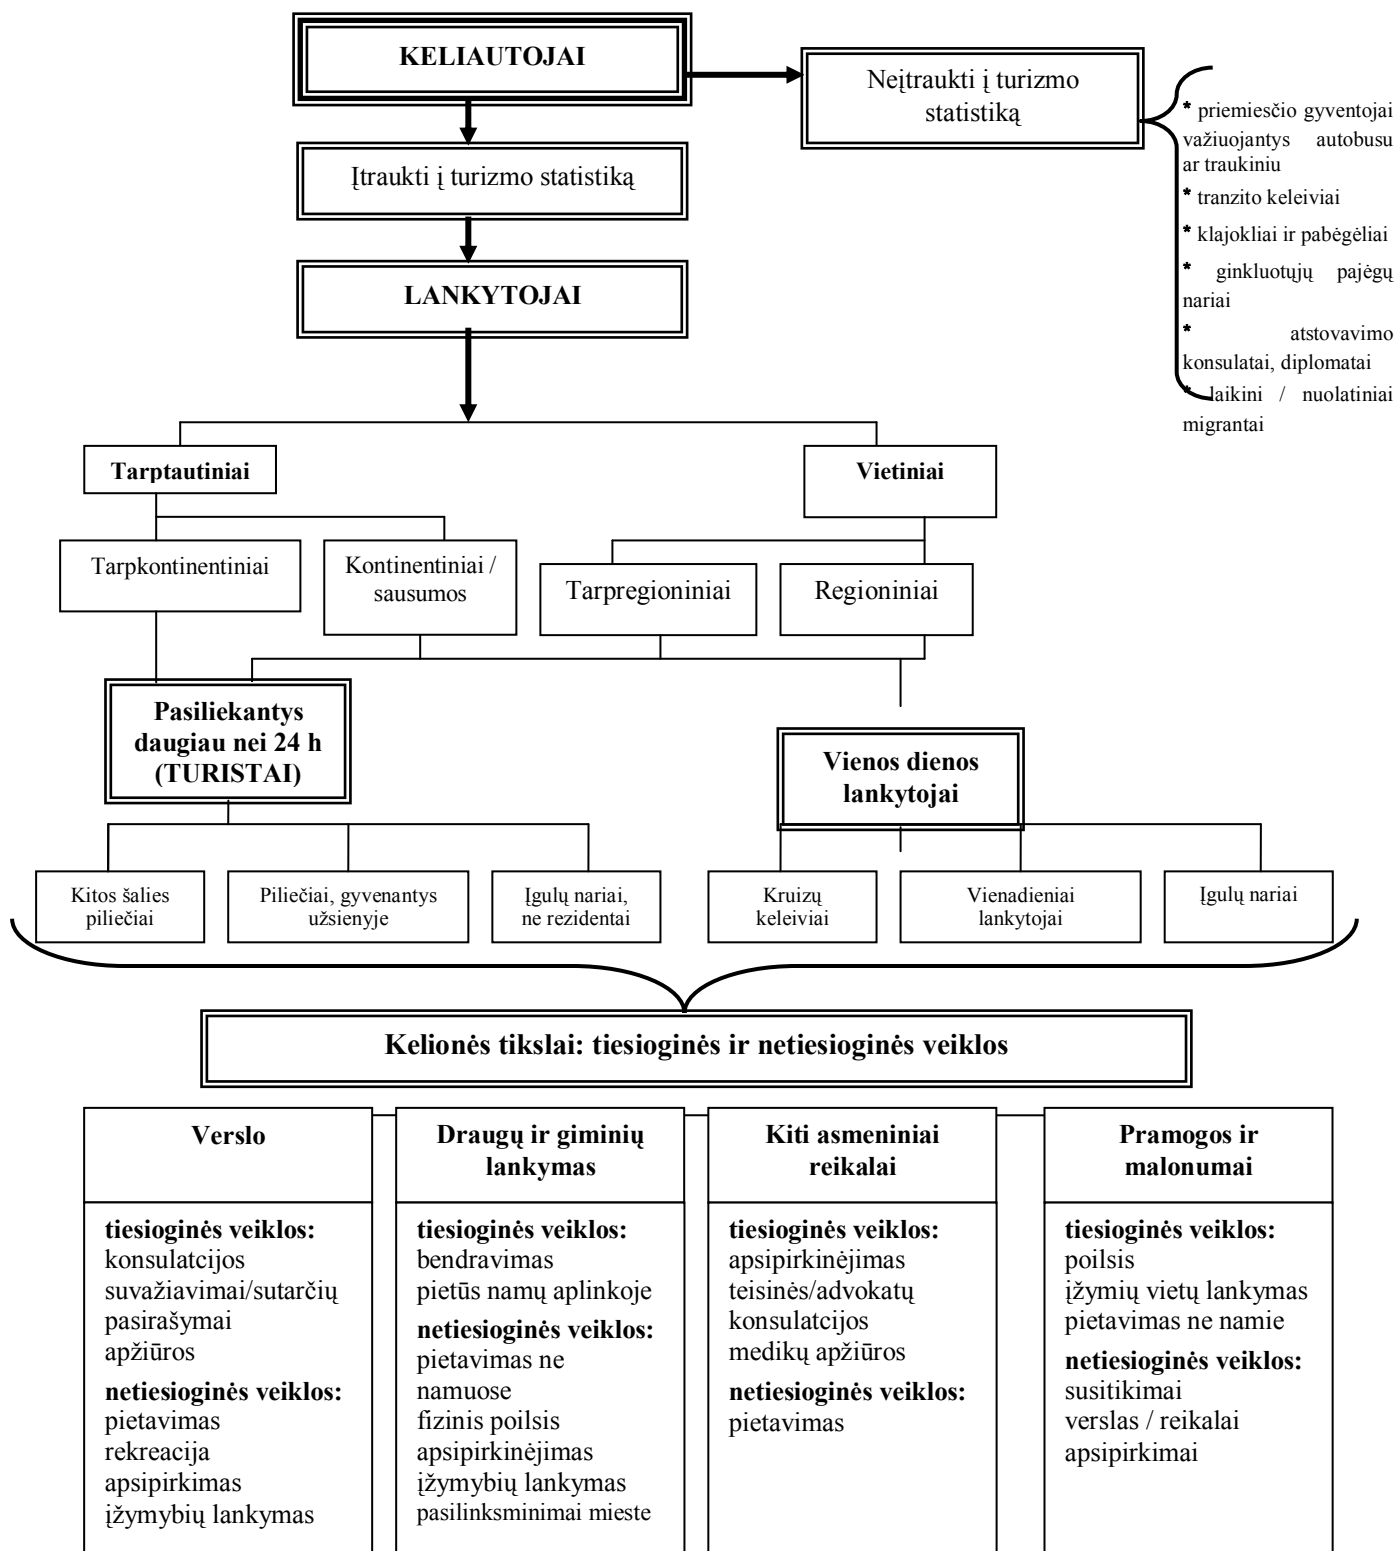 KELIAUTOJAI
Neįtraukti į turizmo
statistiką
* priemiesčio gyventojai
važiuojantys autobusu
ar traukiniu
* tranzito keleiviai
* klajokliai ir pabėgėliai
* ginkluotųjų pajėgų
nariai
* atstovavimo
konsulatai, diplomatai
* laikini / nuolatiniai
migrantai
Įtraukti į turizmo statistiką
LANKYTOJAI
Tarptautiniai
Vietiniai
Tarpkontinentiniai
Kontinentiniai /
sausumos
Tarpregioniniai
Regioniniai
Pasiliekantys
daugiau nei 24 h
(TURISTAI)
Vienos dienos
lankytojai
Kitos šalies
piliečiai
Piliečiai, gyvenantys
užsienyje
Įgulų nariai,
ne rezidentai
Kruizų
keleiviai
Vienadieniai
lankytojai
Įgulų nariai
Kelionės tikslai: tiesioginės ir netiesioginės veiklos
Verslo
tiesioginės veiklos:
konsulatcijos
suvažiavimai/sutarčių
pasirašymai
apžiūros
netiesioginės veiklos:
pietavimas
rekreacija
apsipirkimas
įžymybių lankymas
Draugų ir giminių
lankymas
tiesioginės veiklos:
bendravimas
pietūs namų aplinkoje
netiesioginės veiklos:
pietavimas ne
namuose
fizinis poilsis
apsipirkinėjimas
įžymybių lankymas
pasilinksminimai mieste
Kiti asmeniniai
reikalai
tiesioginės veiklos:
apsipirkinėjimas
teisinės/advokatų
konsulatcijos
medikų apžiūros
netiesioginės veiklos:
pietavimas
Pramogos ir
malonumai
tiesioginės veiklos:
poilsis
įžymių vietų lankymas
pietavimas ne namie
netiesioginės veiklos:
susitikimai
verslas / reikalai
apsipirkimai